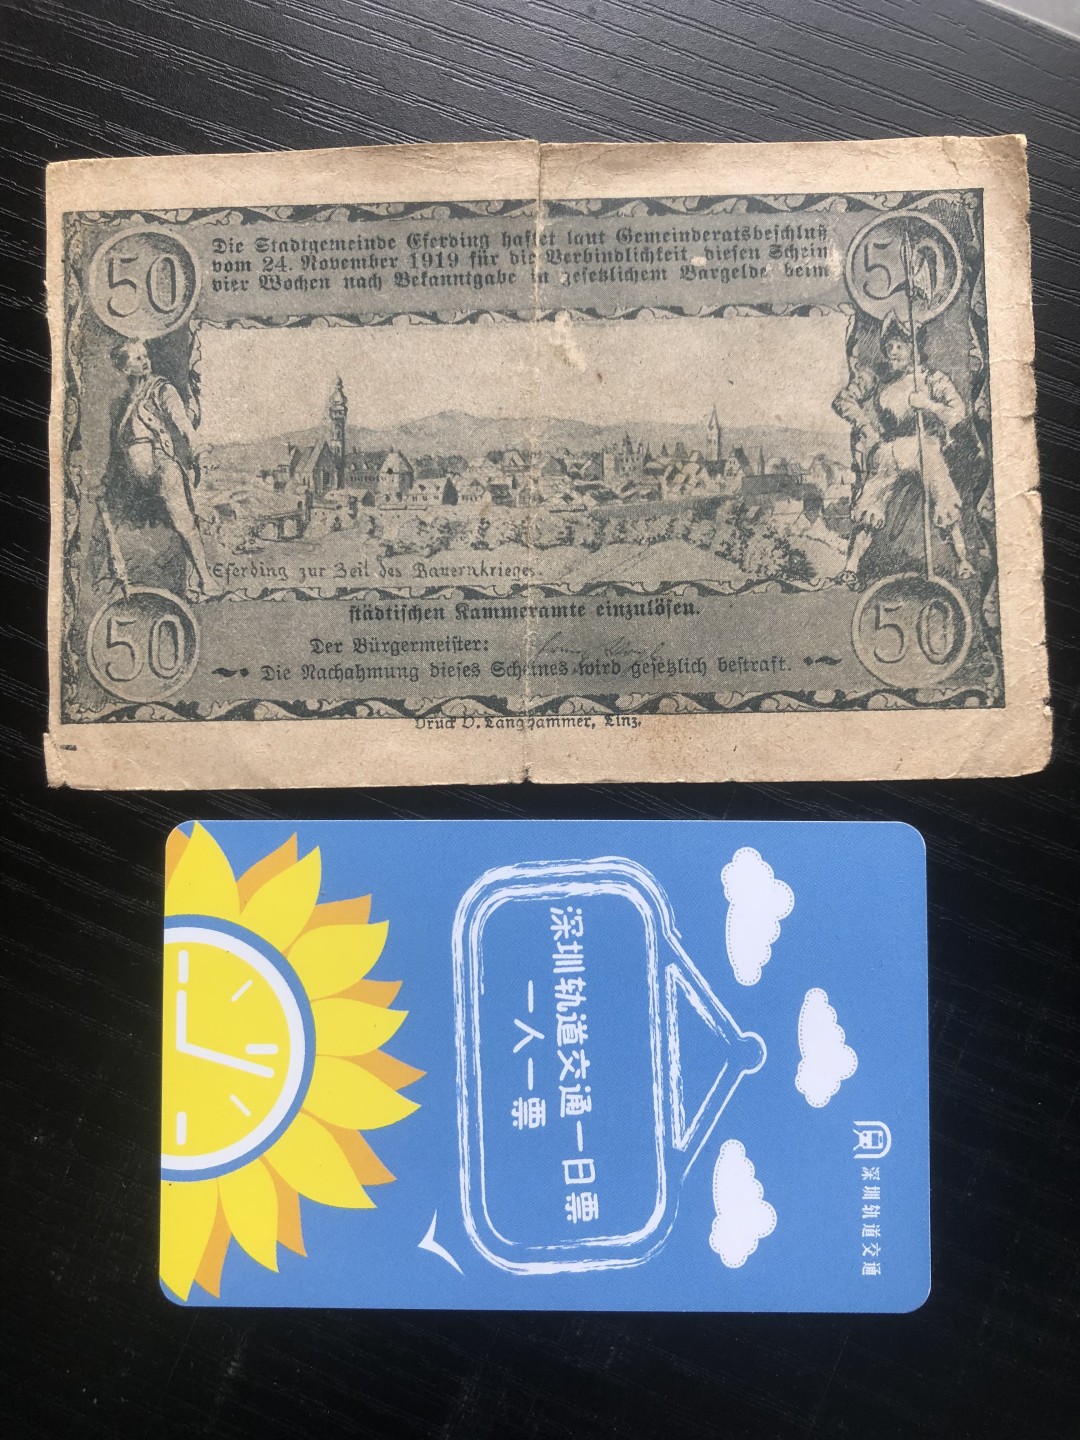 50
50
Die Stadtgemeinde Eferding haftet laut Gemeinderatsbeschluß
vom 24. November 1919 für die Verbindlichkeit, diesen Schein
vier Wochen nach Bekanntgabe in gesetzlichem Bargelde beim
Eferding zur Zeit des Bauernkrieges.
städtischen Kammeramte einzulösen.
Der Bürgermeister:
Die Nachahmung dieses Scheines wird gesetzlich bestraft.
50
50
Druck V. Langhammer, Linz.
深圳轨道交通
深圳轨道交通一日票
一人一票